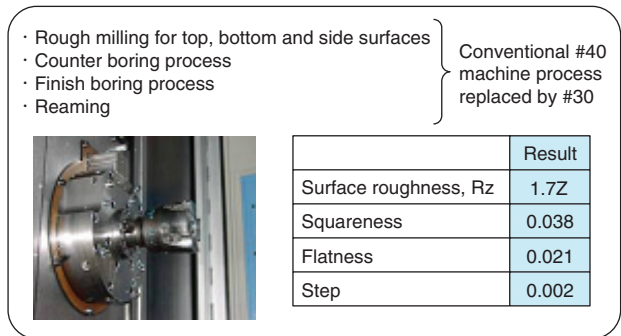 · Rough milling for top, bottom and side surfaces
· Counter boring process
· Finish boring process
· Reaming
Conventional #40
machine process
replaced by #30
Result
Surface roughness, Rz 1.7Z
Squareness 0.038
Flatness 0.021
Step 0.002